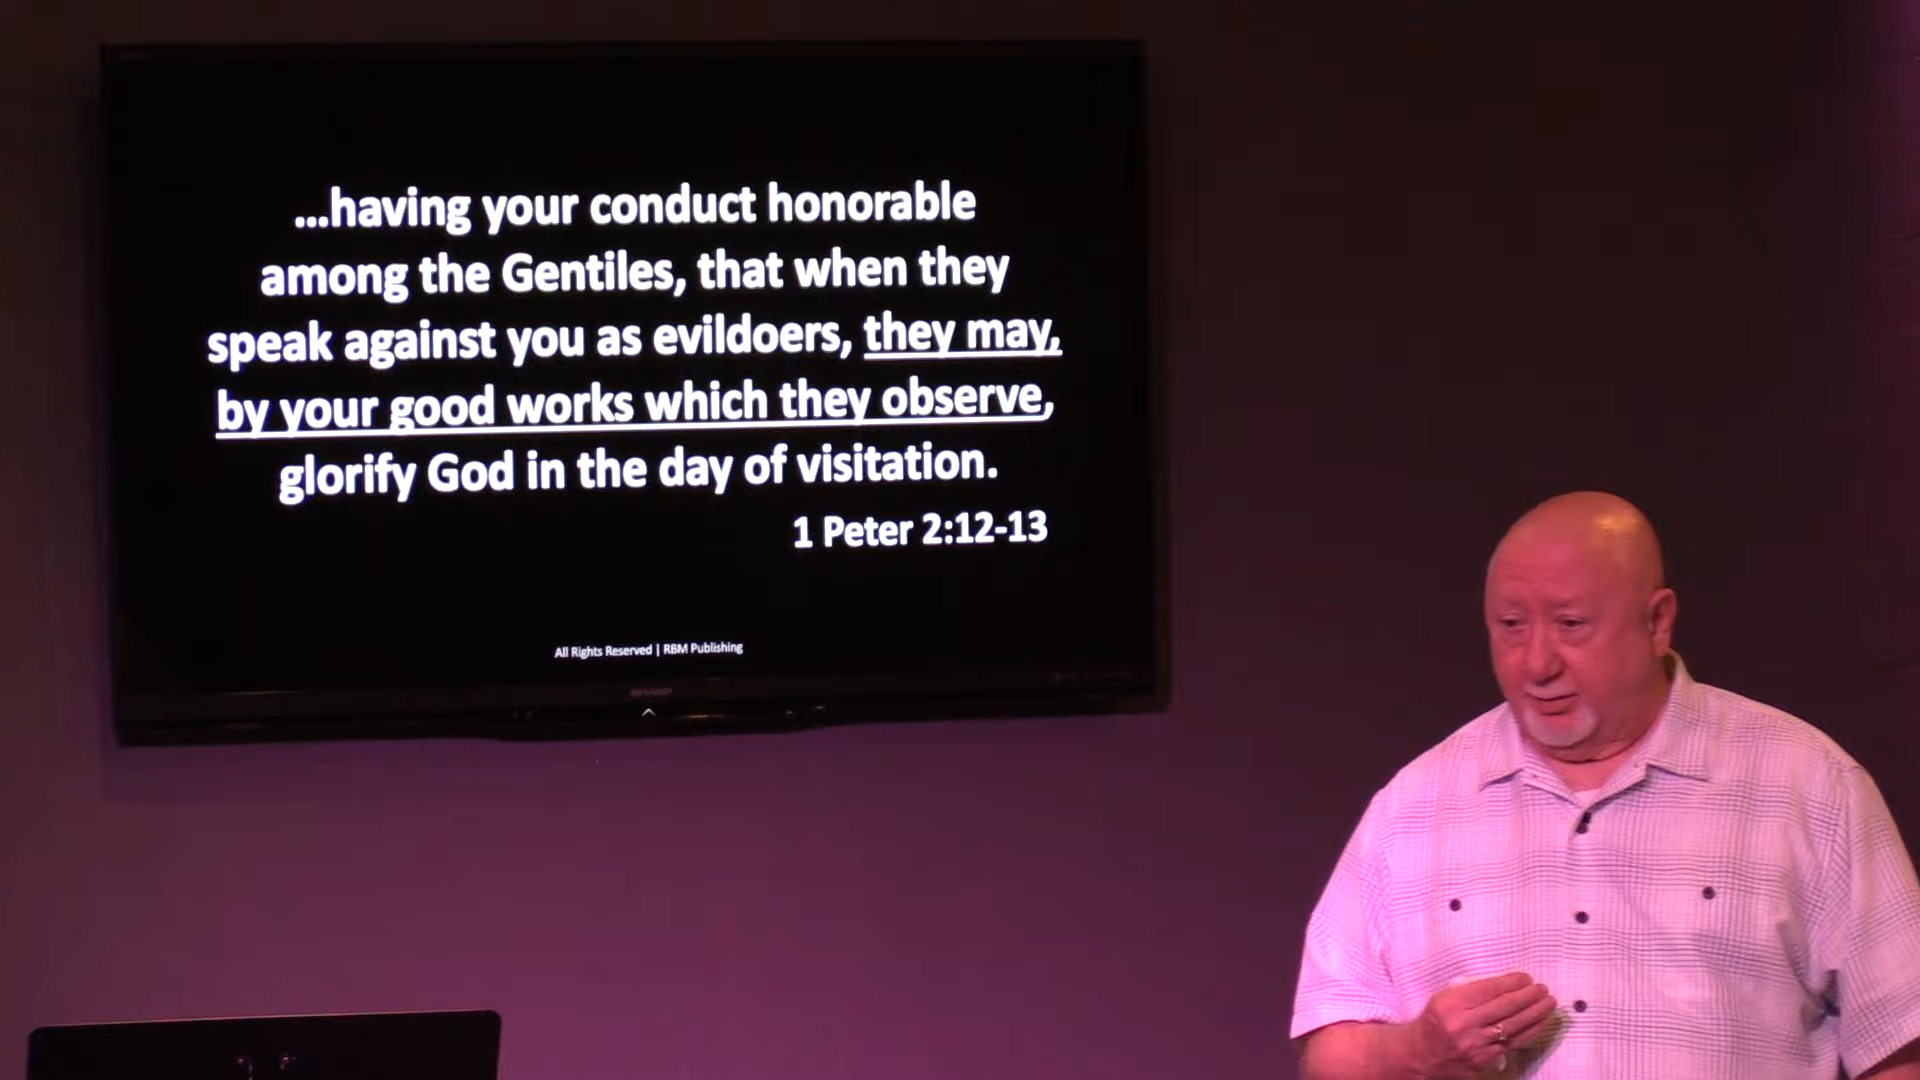 ...having your conduct honorable
among the Gentiles, that when they
speak against you as evildoers, they may,
by your good works which they observe,
glorify God in the day of visitation.
1 Peter 2:12-13
All Rights Reserved | RBM Publishing
SHARP